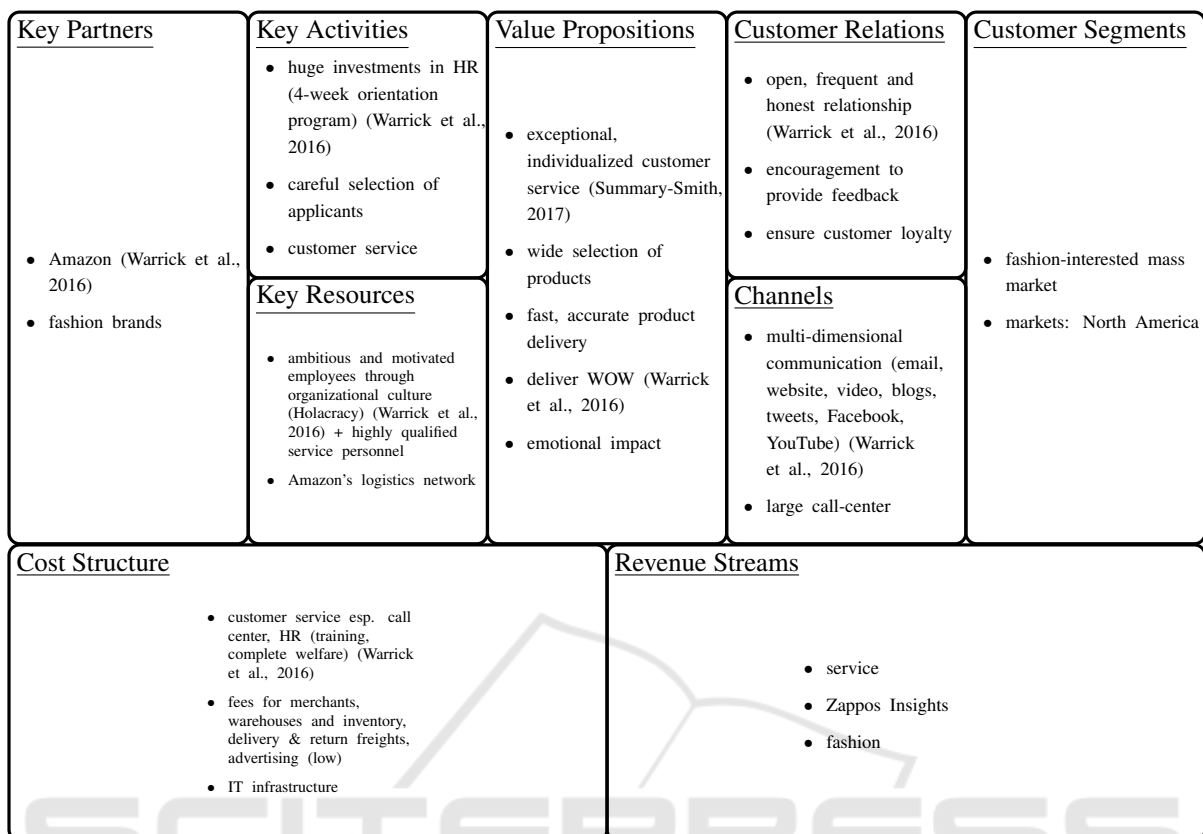 Key Partners
• Amazon (Warrick et al.,
2016)
• fashion brands
Key Activities
• huge investments in HR
(4-week orientation
program) (Warrick et al.,
2016)
• careful selection of
applicants
• customer service
Key Resources
• ambitious and motivated
employees through
organizational culture
(Holacracy) (Warrick et al.,
2016) + highly qualified
service personnel
• Amazon's logistics network
Value Propositions
• exceptional,
individualized customer
service (Summary-Smith,
2017)
• wide selection of
products
• fast, accurate product
delivery
• deliver WOW (Warrick
et al., 2016)
• emotional impact
Customer Relations
• open, frequent and
honest relationship
(Warrick et al., 2016)
• encouragement to
provide feedback
• ensure customer loyalty
Channels
• multi-dimensional
communication (email,
website, video, blogs,
tweets, Facebook,
YouTube) (Warrick
et al., 2016)
• large call-center
Customer Segments
• fashion-interested mass
market
• markets: North America
Cost Structure
• customer service esp. call
center, HR (training,
complete welfare) (Warrick
et al., 2016)
• fees for merchants,
warehouses and inventory,
delivery & return freights,
advertising (low)
• IT infrastructure
Revenue Streams
• service
• Zappos Insights
• fashion
SCITEPRESS